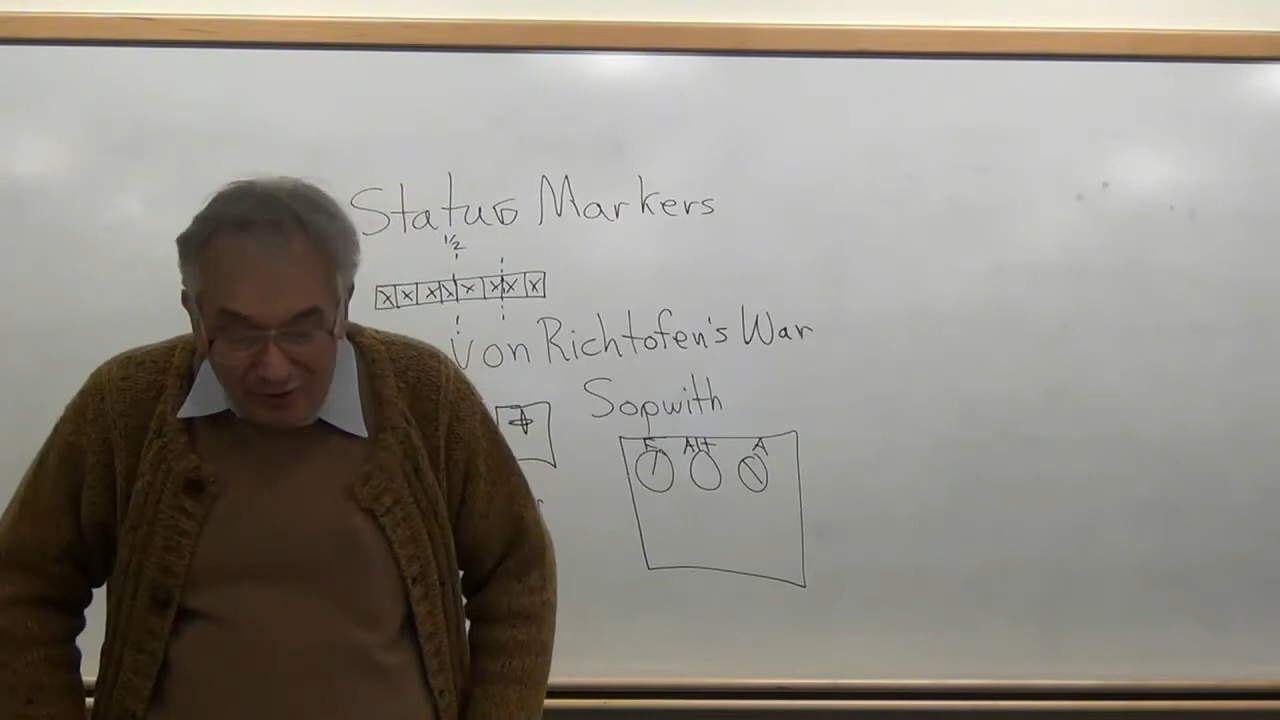 Status Markers
1/2
X X X X X X X X
Von Richtofen's War
Sopwith
F Alt A